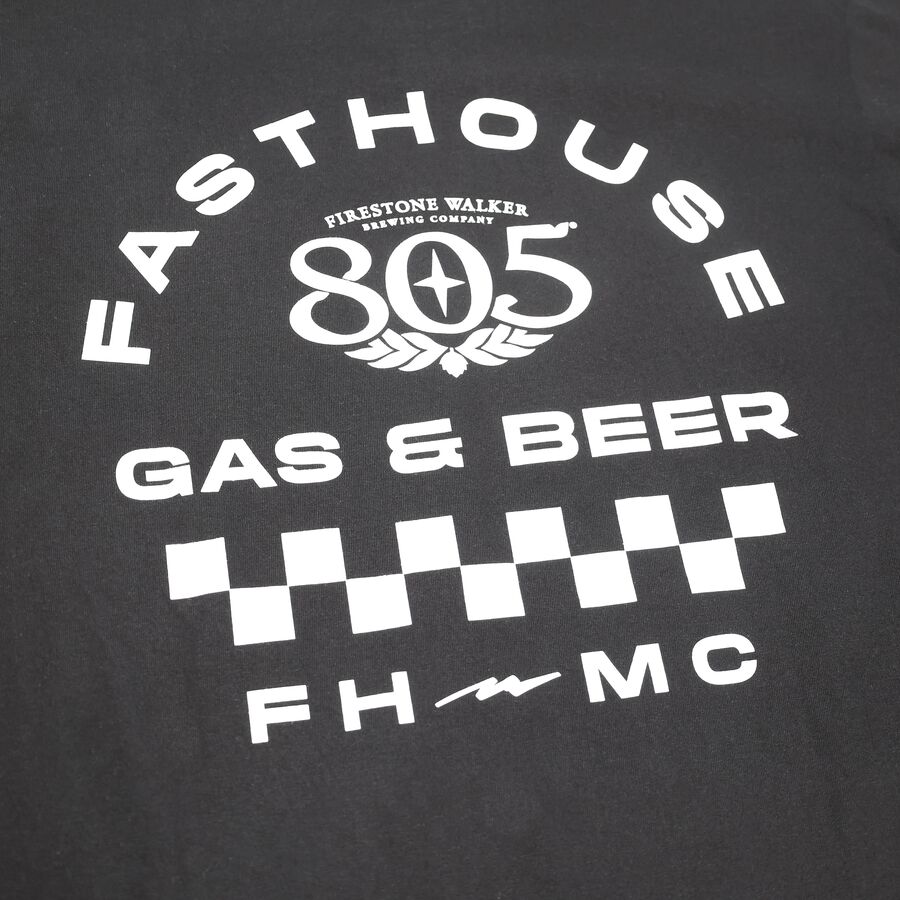 FASTHOUSE
FIRESTONE WALKER
BREWING COMPANY
805®
GAS & BEER
FH MC